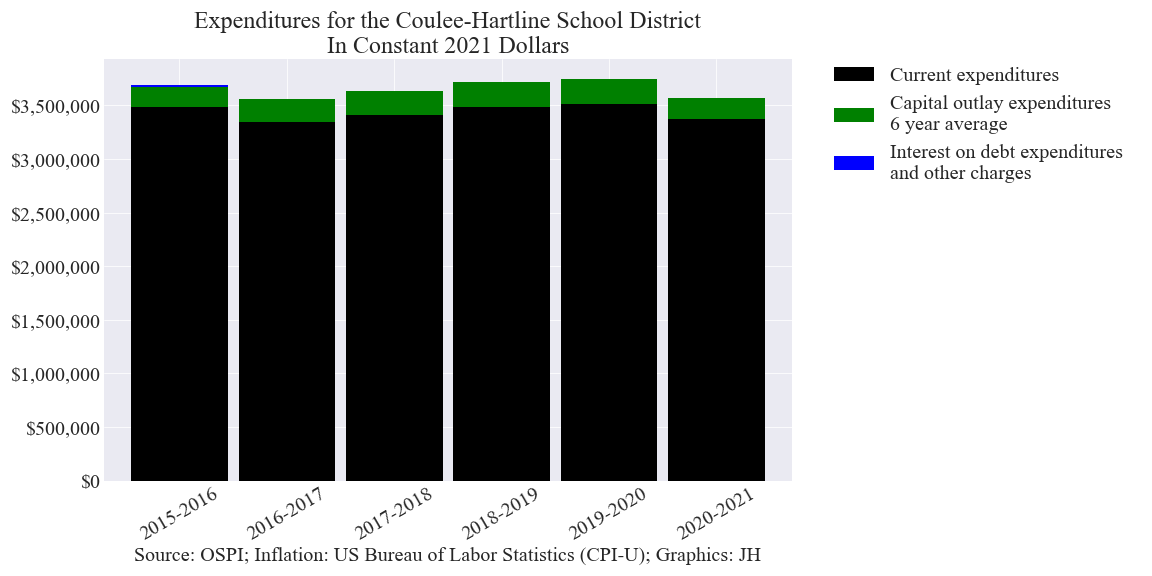 Expenditures for the Coulee-Hartline School District
In Constant 2021 Dollars
$3,500,000
$3,000,000
$2,500,000
$2,000,000
$1,500,000
$1,000,000
$500,000
$0
2015-2016
2016-2017
2017-2018
2018-2019
2019-2020
2020-2021
Source: OSPI; Inflation: US Bureau of Labor Statistics (CPI-U); Graphics: JH
Current expenditures
Capital outlay expenditures
6 year average
Interest on debt expenditures
and other charges